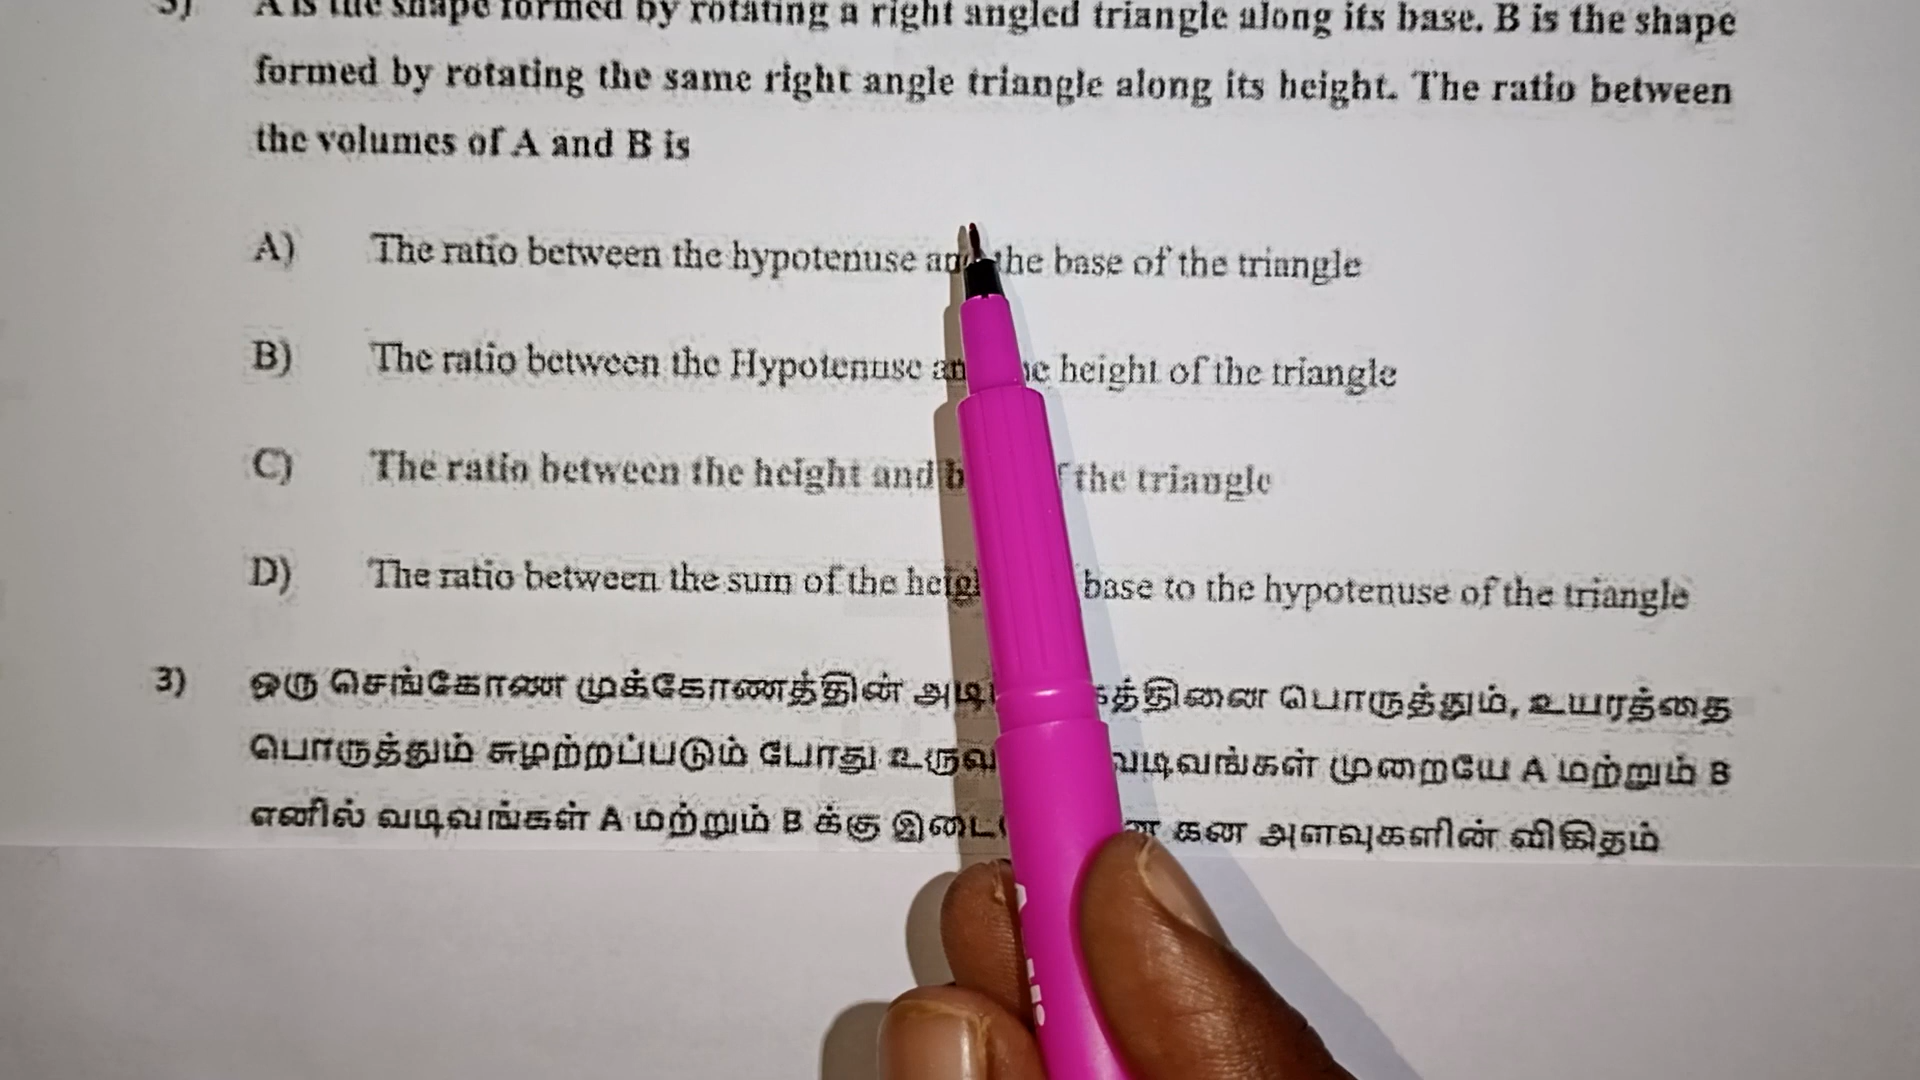 3) A is the shape formed by rotating a right angled triangle along its base. B is the shape
formed by rotating the same right angle triangle along its height. The ratio between
the volumes of A and B is
A) The ratio between the hypotenuse and the base of the triangle
B) The ratio between the Hypotenuse height of the triangle
C) The ratio between the height and the triangle
D) The ratio between the sum of the base to the hypotenuse of the triangle
3) ஒரு செங்கோண முக்கோணத்தின் பொருத்தும், உயரத்தை
பொருத்தும் சுழற்றப்படும் போது வடிவங்கள் முறையே A மற்றும் B
எனில் வடிவங்கள் A மற்றும் B க்கு கன அளவுகளின் விகிதம்